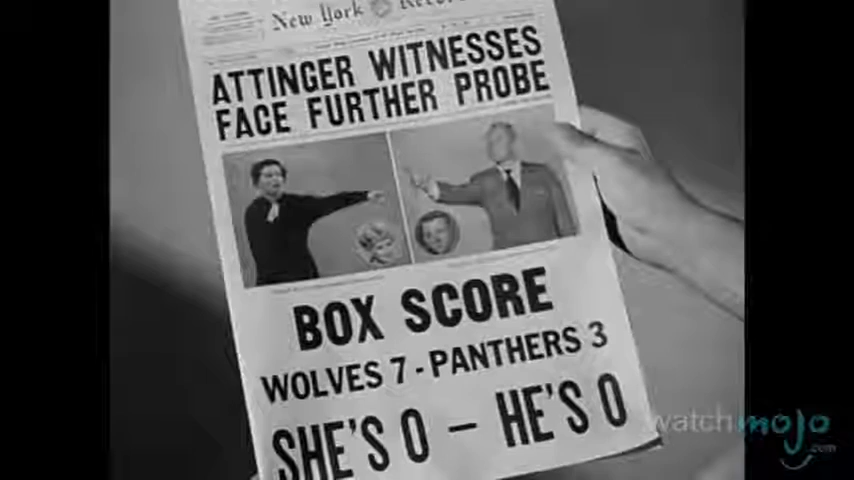 New York
ATTINGER WITNESSES
FACE FURTHER PROBE
BOX SCORE
WOLVES 7 - PANTHERS 3
SHE'S 0 - HE'S 0
watchmojo
.com